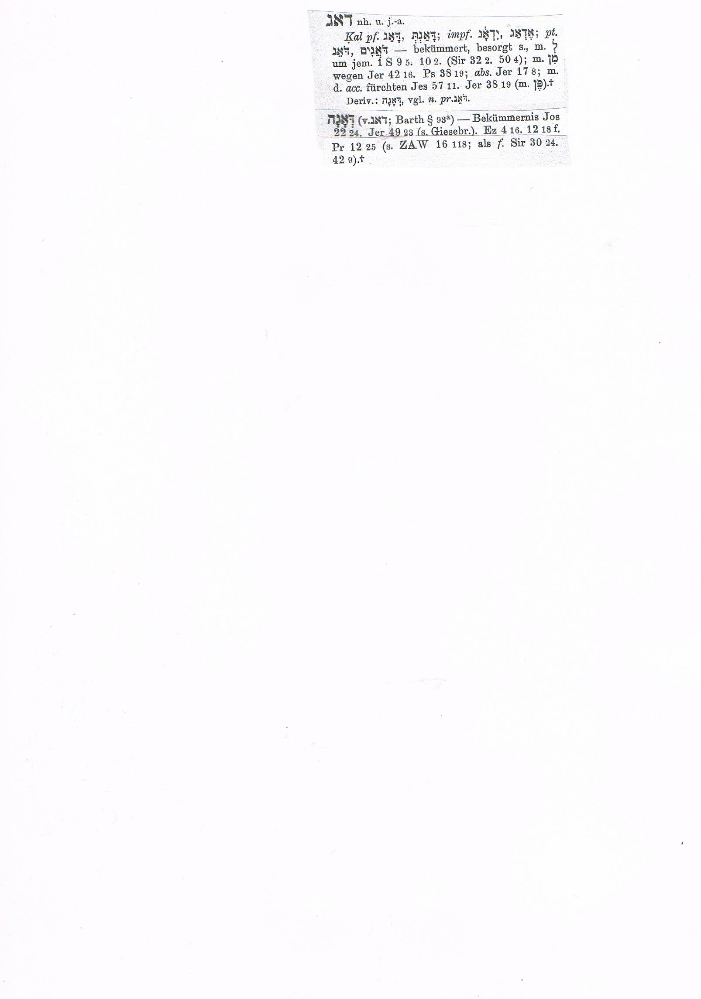 דאג nh. u. j.-a.
Ḳal pf. דָּאַג, דָּאַנְתְּ; impf. יִדְאָ֫ג, אֶדְאַג; pt.
דֹּאֵג, דֹּאֲגִים — bekümmert, besorgt s., m. לְ
um jem. 1 S 9 5. 10 2. (Sir 32 2. 50 4); m. מִן
wegen Jer 42 16. Ps 38 19; abs. Jer 17 8; m.
d. acc. fürchten Jes 57 11. Jer 38 19 (m. פֶּן).†
Deriv.: דְּאָגָה, vgl. n. pr. דֹּאֵג.
דְּאָגָה (v. דאג; Barth § 93ª) — Bekümmernis Jos
22 24. Jer 49 23 (s. Giesebr.). Ez 4 16. 12 18 f.
Pr 12 25 (s. ZAW 16 118; als f. Sir 30 24.
42 9).†